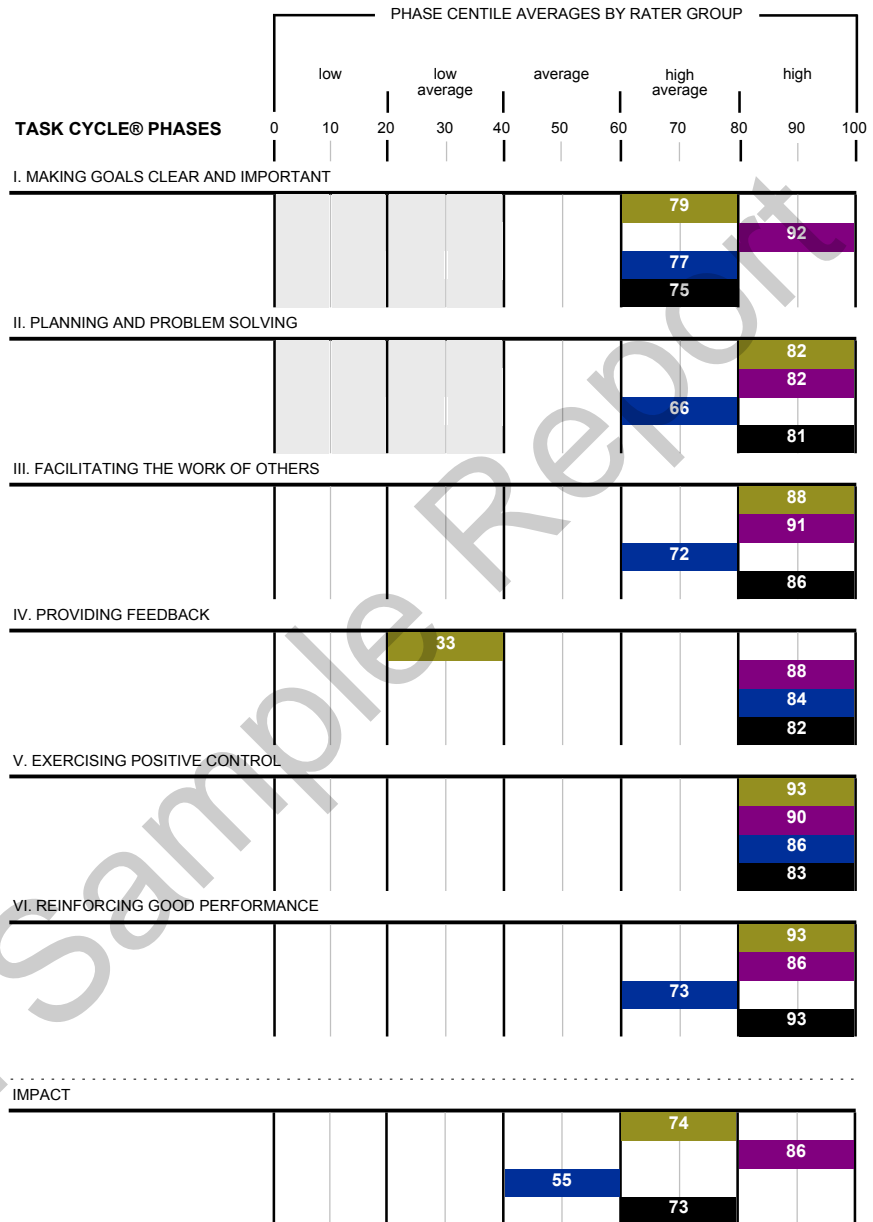 PHASE CENTILE AVERAGES BY RATER GROUP
low low average high high
average average
TASK CYCLE® PHASES 0 10 20 30 40 50 60 70 80 90 100
I. MAKING GOALS CLEAR AND IMPORTANT
79
92
77
75
II. PLANNING AND PROBLEM SOLVING
82
82
66
81
III. FACILITATING THE WORK OF OTHERS
88
91
72
86
IV. PROVIDING FEEDBACK
33
88
84
82
V. EXERCISING POSITIVE CONTROL
93
90
86
83
VI. REINFORCING GOOD PERFORMANCE
93
86
73
93
IMPACT
74
86
55
73
Sample Report